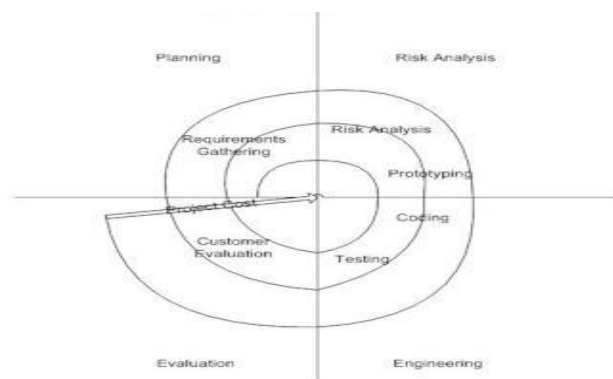 Planning
Risk Analysis
Requirements
Gathering
Risk Analysis
Prototyping
Project Cost
Coding
Customer
Evaluation
Testing
Evaluation
Engineering